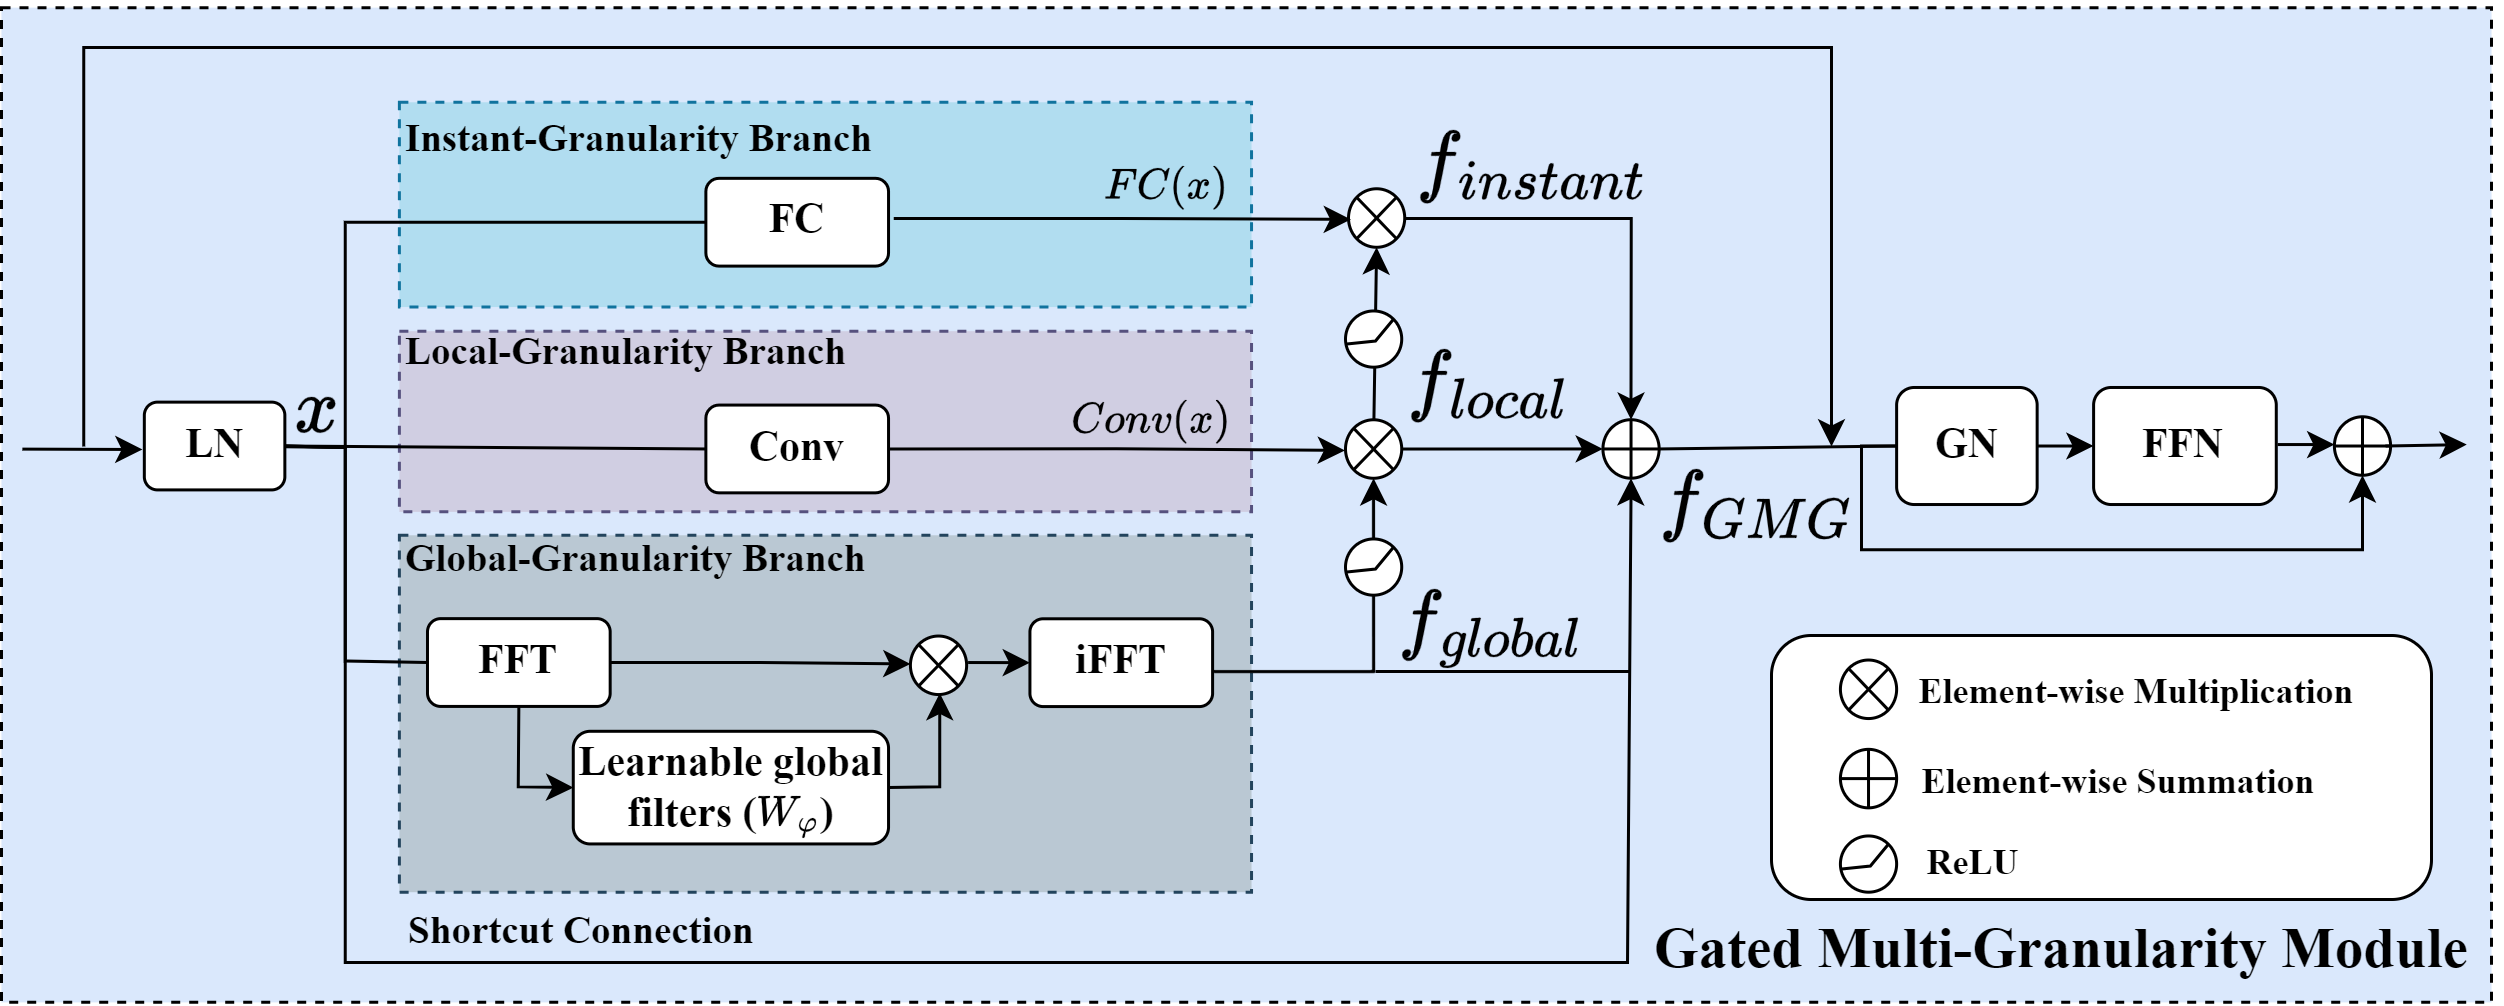 Instant-Granularity Branch
FC
FC(x)
f_{instant}
Local-Granularity Branch
LN
x
Conv
Conv(x)
f_{local}
f_{GMG}
GN
FFN
Global-Granularity Branch
FFT
iFFT
f_{global}
Learnable global
filters (W_φ)
Shortcut Connection
Element-wise Multiplication
Element-wise Summation
ReLU
Gated Multi-Granularity Module